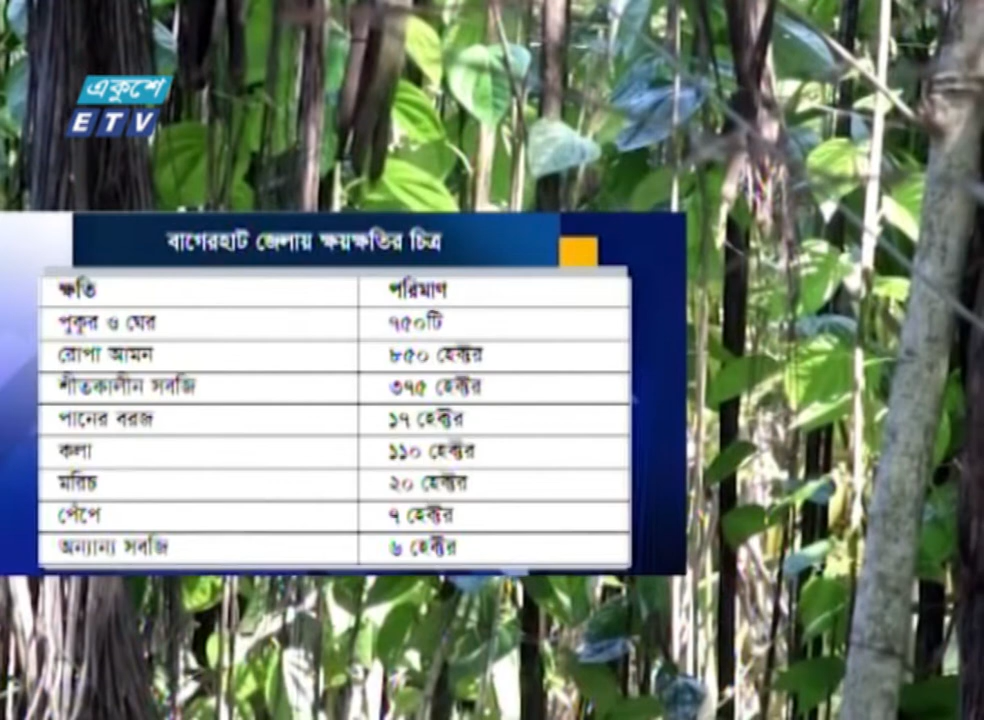 একুশে
ETV
বাগেরহাট জেলায় ক্ষয়ক্ষতির চিত্র
ক্ষতি পরিমাণ
পুকুর ও ঘের ৭৫০টি
রোপা আমন ৮৫০ হেক্টর
শীতকালীন সবজি ৩৭৫ হেক্টর
পানের বরজ ১৭ হেক্টর
কলা ১১০ হেক্টর
মরিচ ২০ হেক্টর
পেঁপে ৭ হেক্টর
অন্যান্য সবজি ৬ হেক্টর